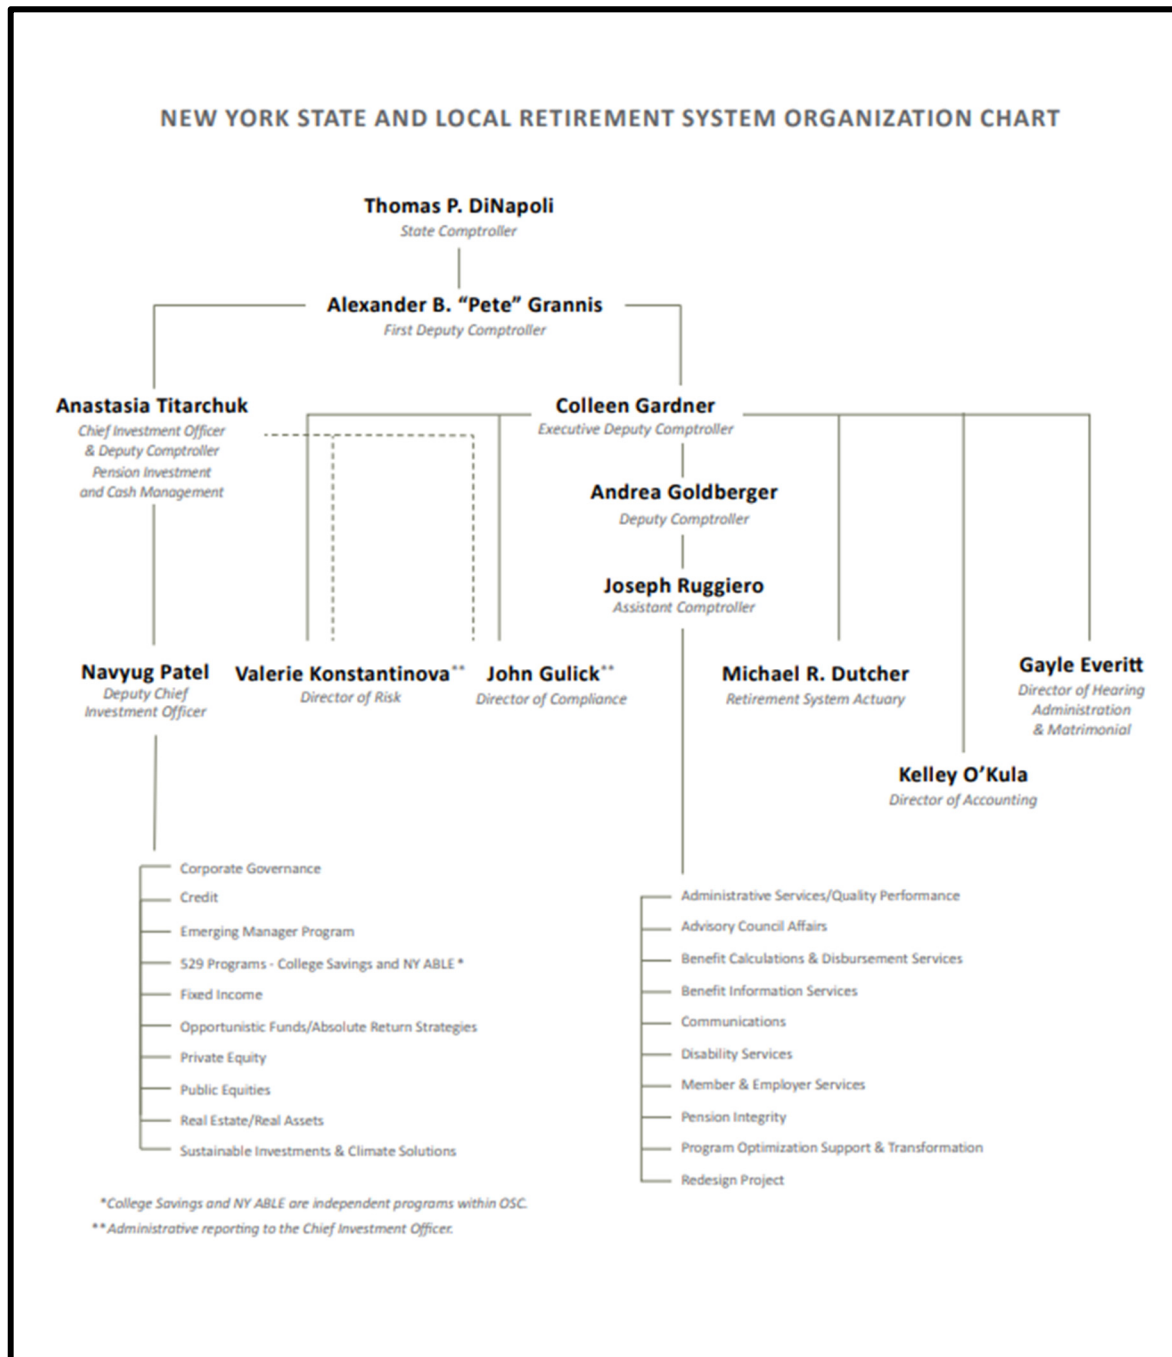 NEW YORK STATE AND LOCAL RETIREMENT SYSTEM ORGANIZATION CHART
Thomas P. DiNapoli
State Comptroller
Alexander B. “Pete” Grannis
First Deputy Comptroller
Anastasia Titarchuk
Chief Investment Officer
& Deputy Comptroller
Pension Investment
and Cash Management
Colleen Gardner
Executive Deputy Comptroller
Andrea Goldberger
Deputy Comptroller
Joseph Ruggiero
Assistant Comptroller
Navyug Patel
Deputy Chief
Investment Officer
Valerie Konstantinova**
Director of Risk
John Gulick**
Director of Compliance
Michael R. Dutcher
Retirement System Actuary
Gayle Everitt
Director of Hearing
Administration
& Matrimonial
Kelley O’Kula
Director of Accounting
Corporate Governance
Credit
Emerging Manager Program
529 Programs - College Savings and NY ABLE*
Fixed Income
Opportunistic Funds/Absolute Return Strategies
Private Equity
Public Equities
Real Estate/Real Assets
Sustainable Investments & Climate Solutions
Administrative Services/Quality Performance
Advisory Council Affairs
Benefit Calculations & Disbursement Services
Benefit Information Services
Communications
Disability Services
Member & Employer Services
Pension Integrity
Program Optimization Support & Transformation
Redesign Project
*College Savings and NY ABLE are independent programs within OSC.
**Administrative reporting to the Chief Investment Officer.